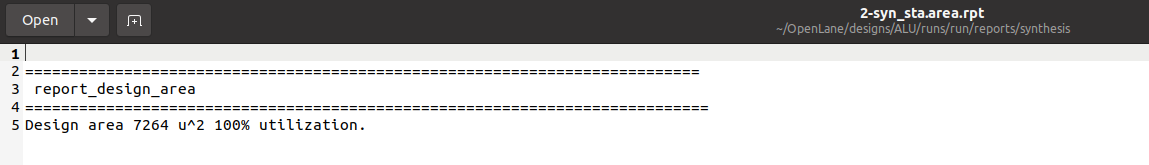 Open
2-syn_sta.area.rpt
~/OpenLane/designs/ALU/runs/run/reports/synthesis
1
2 ===========================================================================
3  report_design_area
4 ============================================================================
5 Design area 7264 u^2 100% utilization.